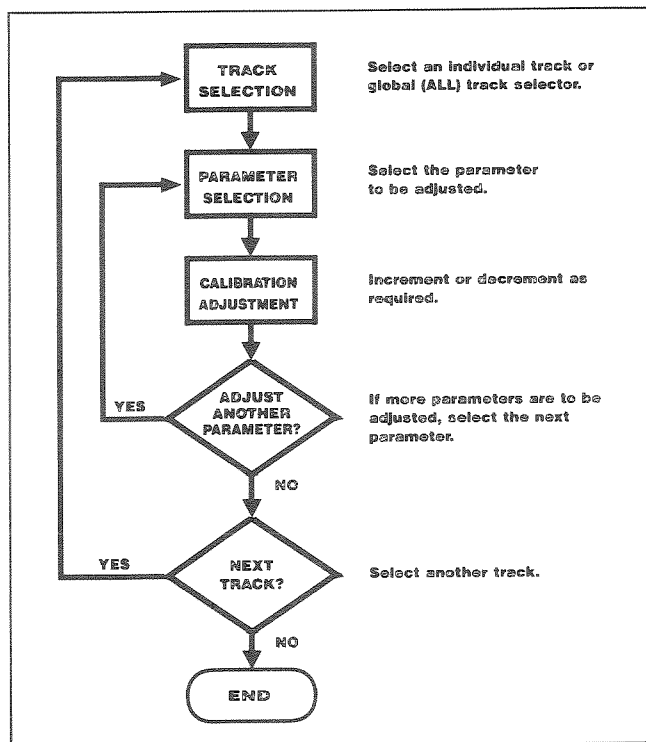 TRACK
SELECTION
Select an individual track or
global (ALL) track selector.
PARAMETER
SELECTION
Select the parameter
to be adjusted.
CALIBRATION
ADJUSTMENT
Increment or decrement as
required.
ADJUST
ANOTHER
PARAMETER?
YES
If more parameters are to be
adjusted, select the next
parameter.
NO
NEXT
TRACK?
YES
Select another track.
NO
END